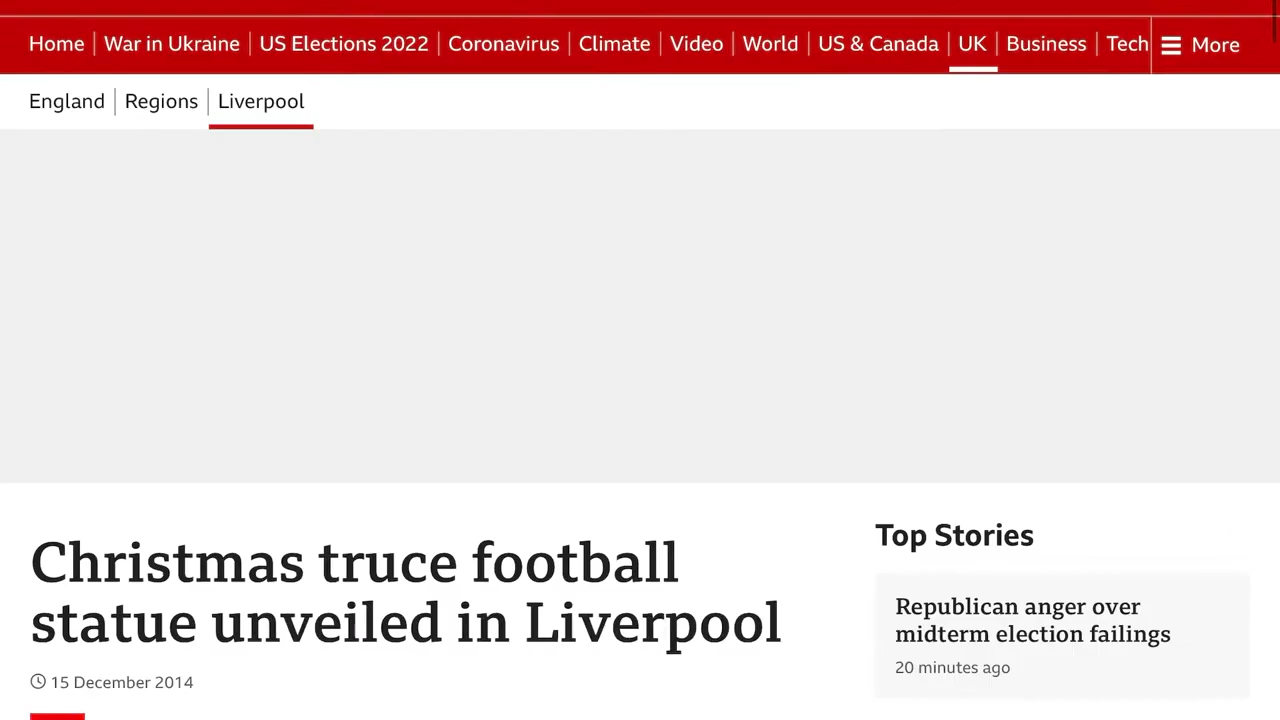 Home War in Ukraine US Elections 2022 Coronavirus Climate Video World US & Canada UK Business Tech More
England Regions Liverpool
Christmas truce football
statue unveiled in Liverpool
15 December 2014
Top Stories
Republican anger over
midterm election failings
20 minutes ago